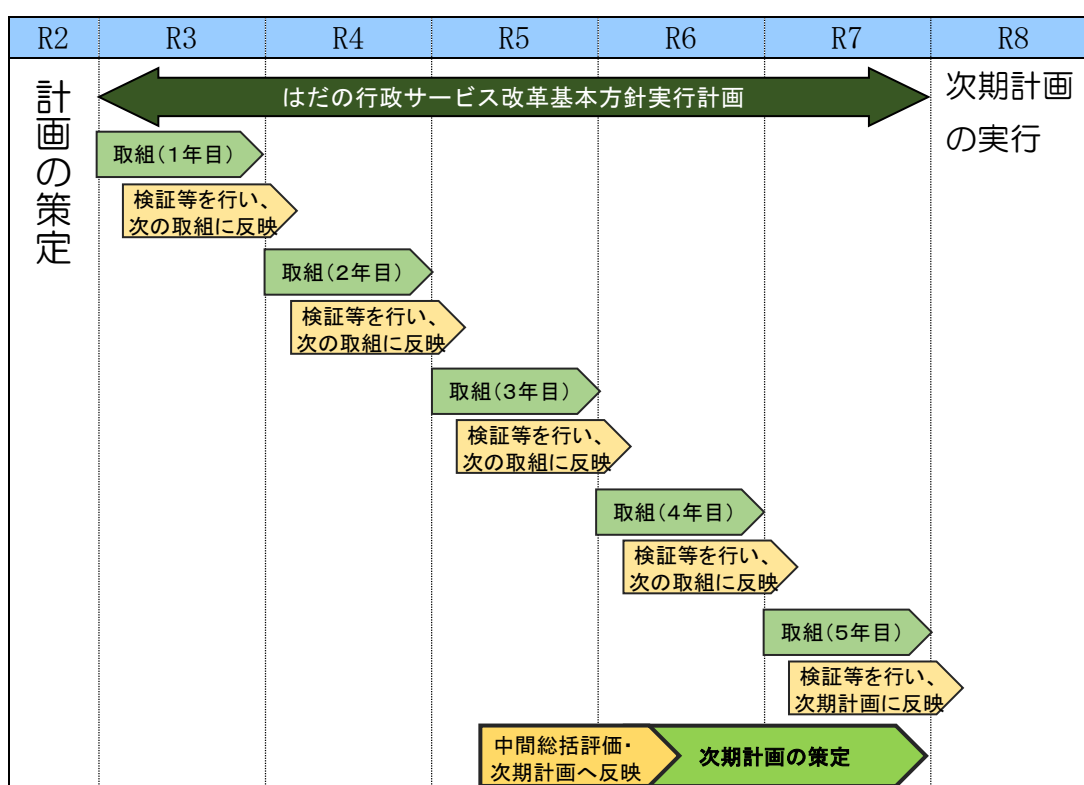 R2 R3 R4 R5 R6 R7 R8
計画の策定
はだの行政サービス改革基本方針実行計画
次期計画
の実行
取組(1年目)
検証等を行い、
次の取組に反映
取組(2年目)
検証等を行い、
次の取組に反映
取組(3年目)
検証等を行い、
次の取組に反映
取組(4年目)
検証等を行い、
次の取組に反映
取組(5年目)
検証等を行い、
次期計画に反映
中間総括評価・
次期計画へ反映
次期計画の策定